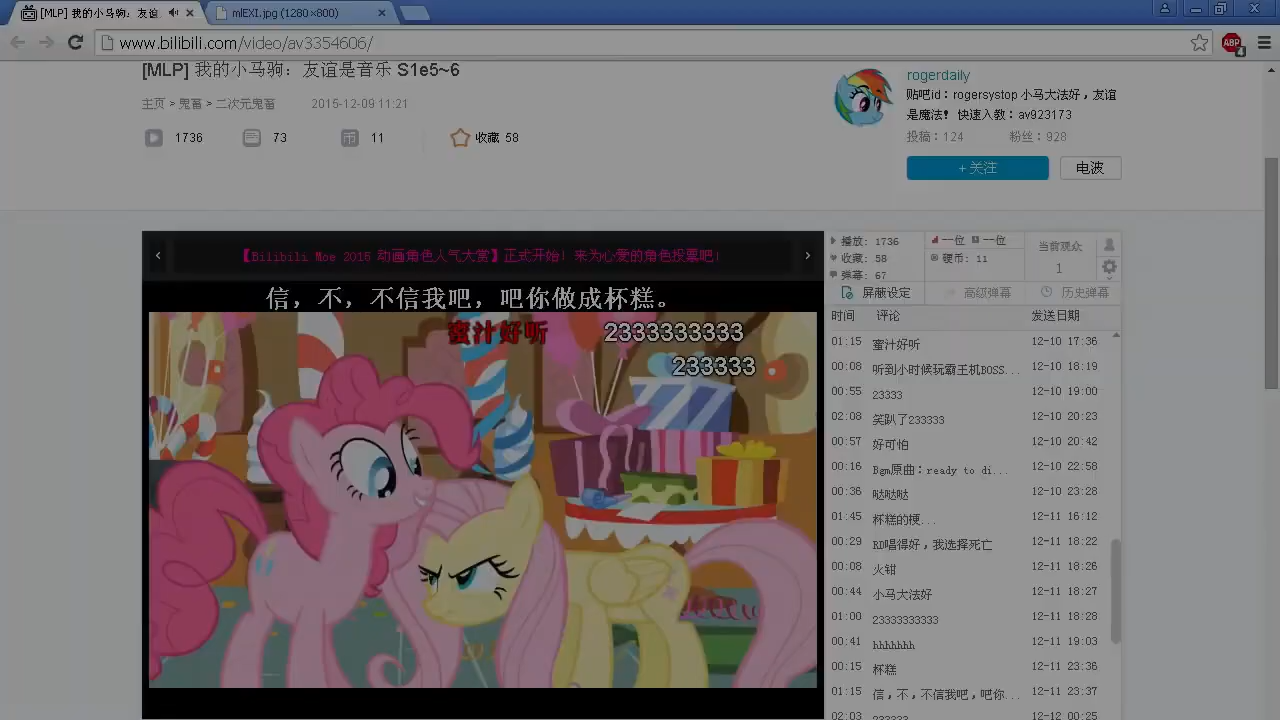 [MLP] 我的小马驹：友谊
mlEXI.jpg (1280×800)
www.bilibili.com/video/av3354606/
ABP
4
[MLP] 我的小马驹：友谊是音乐 S1e5~6
主页 > 鬼畜 > 二次元鬼畜 2015-12-09 11:21
1736 73 币 11 收藏 58
rogerdaily
贴吧id：rogersystop 小马大法好，友谊
是魔法！快速入教：av923173
投稿：124 粉丝：928
+ 关注 电波
【Bilibili Moe 2015 动画角色人气大赏】正式开始！来为心爱的角色投票吧！
信，不，不信我吧，吧你做成杯糕。
蜜汁好听 2333333333
233333
播放: 1736 一位 一位
收藏: 58 硬币: 11
弹幕: 67
当前观众
1
屏蔽设定 高级弹幕 历史弹幕
时间 评论 发送日期
01:15 蜜汁好听 12-10 17:36
00:08 听到小时候玩霸王机BOSS... 12-10 18:19
00:55 23333 12-10 19:00
02:08 笑趴了233333 12-10 20:23
00:57 好可怕 12-10 20:42
00:16 Bgm原曲：ready to di... 12-10 22:58
00:36 哒哒哒 12-10 23:28
01:45 杯糕的梗... 12-11 16:12
00:29 RD唱得好，我选择死亡 12-11 18:22
00:08 火钳 12-11 18:26
00:44 小马大法好 12-11 18:27
01:00 2333333333 12-11 18:28
00:41 hhhhhhh 12-11 19:03
00:15 杯糕 12-11 23:36
01:15 信，不，不信我吧，吧你... 12-11 23:37
02:03 233333 12-12 00:25